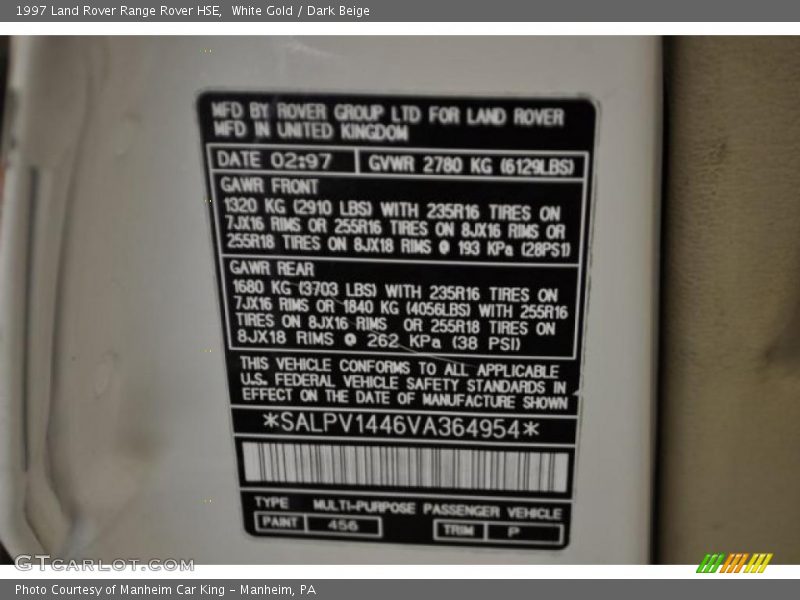 1997 Land Rover Range Rover HSE,  White Gold / Dark Beige
MFD BY ROVER GROUP LTD FOR LAND ROVER
MFD IN UNITED KINGDOM
DATE 02:97 GVWR 2780 KG (6129LBS)
GAWR FRONT
1320 KG (2910 LBS) WITH 235R16 TIRES ON
7JX16 RIMS OR 255R16 TIRES ON 8JX16 RIMS OR
255R18 TIRES ON 8JX18 RIMS @ 193 KPa (28PSI)
GAWR REAR
1680 KG (3703 LBS) WITH 235R16 TIRES ON
7JX16 RIMS OR 1840 KG (4056LBS) WITH 255R16
TIRES ON 8JX16 RIMS OR 255R18 TIRES ON
8JX18 RIMS @ 262 KPa (38 PSI)
THIS VEHICLE CONFORMS TO ALL APPLICABLE
U.S. FEDERAL VEHICLE SAFETY STANDARDS IN
EFFECT ON THE DATE OF MANUFACTURE SHOWN
*SALPV1446VA364954*
TYPE MULTI-PURPOSE PASSENGER VEHICLE
PAINT 456 TRIM P
GTCARLOT.COM
Photo Courtesy of Manheim Car King - Manheim, PA